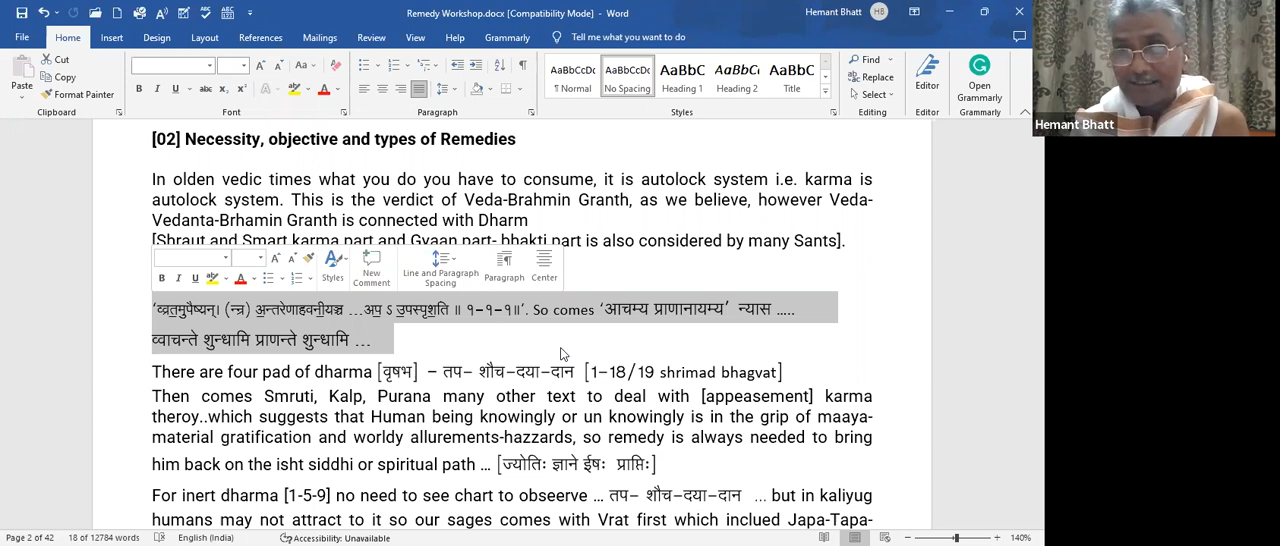 Remedy Workshop.docx [Compatibility Mode] - Word
Hemant Bhatt HB
File Home Insert Design Layout References Mailings Review View Help Grammarly Tell me what you want to do
Paste Cut Copy Format Painter
Clipboard
Font
Paragraph
AaBbCcDc AaBbCcDc AaBbC AaBbCcC AaBbC
¶ Normal No Spacing Heading 1 Heading 2 Title
Styles
Find Replace Select
Editing
Editor
Editor
Open Grammarly
Grammarly
Hemant Bhatt
[02] Necessity, objective and types of Remedies
In olden vedic times what you do you have to consume, it is autolock system i.e. karma is
autolock system. This is the verdict of Veda-Brahmin Granth, as we believe, however Veda-
Vedanta-Brhamin Granth is connected with Dharm
[Shraut and Smart karma part and Gyaan part- bhakti part is also considered by many Sants].
Styles New Comment Line and Paragraph Spacing Paragraph Center
'व्व्रतमुपैष्यन्। (न्त्र) अन्तरेणाहवनीयञ्च ...अप ऽ उपस्पृशति ॥ १-१-१॥'. So comes 'आचम्य प्राणानायम्य' न्यास .....
व्वाचन्ते शुन्धामि प्राणन्ते शुन्धामि ...
There are four pad of dharma [वृषभ] – तप- शौच-दया-दान [1-18/19 shrimad bhagvat]
Then comes Smruti, Kalp, Purana many other text to deal with [appeasement] karma
theroy..which suggests that Human being knowingly or un knowingly is in the grip of maaya-
material gratification and worldy allurements-hazzards, so remedy is always needed to bring
him back on the isht siddhi or spiritual path ... [ज्योतिः ज्ञाने ईषः प्राप्तिः]
For inert dharma [1-5-9] no need to see chart to obseerve ... तप- शौच-दया-दान ... but in kaliyug
humans may not attract to it so our sages comes with Vrat first which inclued Japa-Tapa-
Page 2 of 42 18 of 12784 words English (India) Accessibility: Unavailable 140%